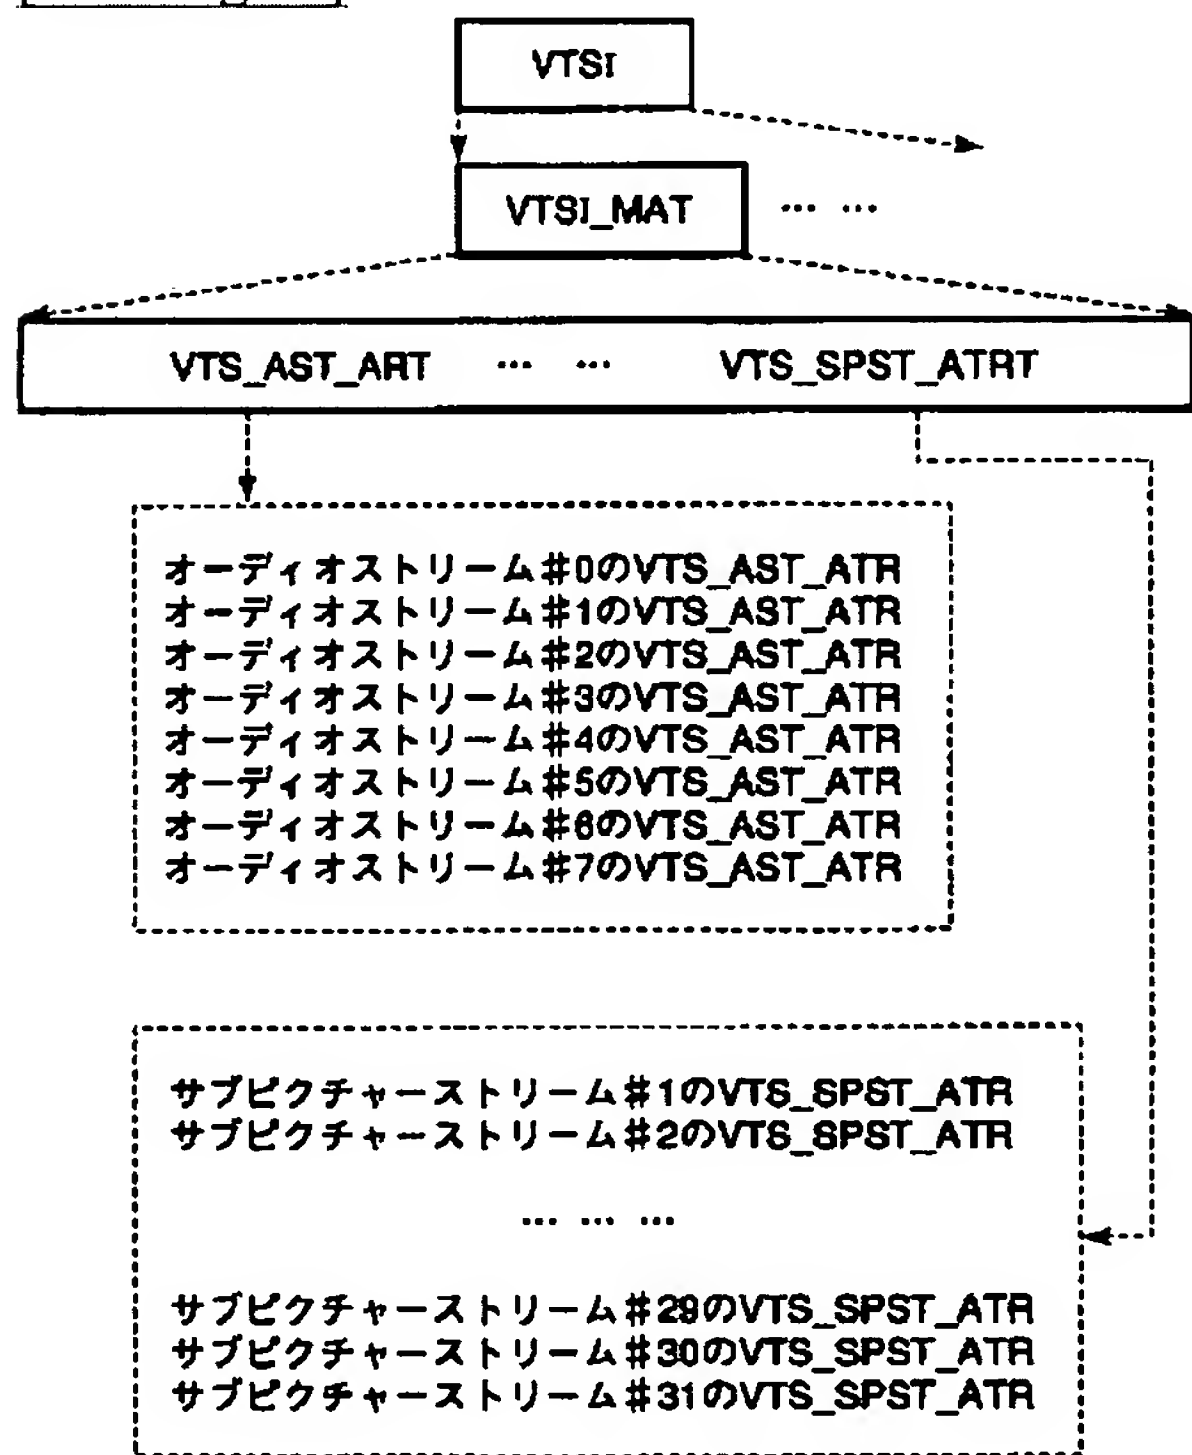 VTSI
VTSI_MAT ... ...
VTS_AST_ART ... ... VTS_SPST_ATRT
オーディオストリーム#0のVTS_AST_ATR
オーディオストリーム#1のVTS_AST_ATR
オーディオストリーム#2のVTS_AST_ATR
オーディオストリーム#3のVTS_AST_ATR
オーディオストリーム#4のVTS_AST_ATR
オーディオストリーム#5のVTS_AST_ATR
オーディオストリーム#6のVTS_AST_ATR
オーディオストリーム#7のVTS_AST_ATR
サブピクチャーストリーム#1のVTS_SPST_ATR
サブピクチャーストリーム#2のVTS_SPST_ATR
... ... ...
サブピクチャーストリーム#29のVTS_SPST_ATR
サブピクチャーストリーム#30のVTS_SPST_ATR
サブピクチャーストリーム#31のVTS_SPST_ATR